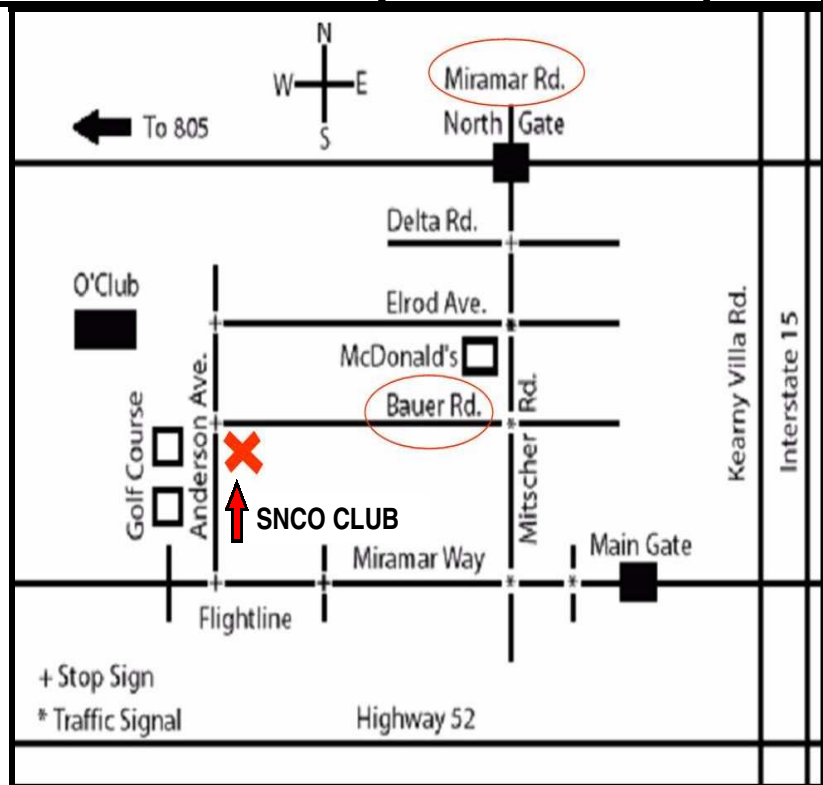 N
Miramar Rd.
W E
To 805
S
North Gate
Delta Rd.
O'Club
Elrod Ave.
McDonald's
Bauer Rd.
Kearny Villa Rd.
Interstate 15
Golf Course
Anderson Ave.
Mitscher Rd.
SNCO CLUB
Miramar Way
Main Gate
Flightline
+ Stop Sign
* Traffic Signal
Highway 52